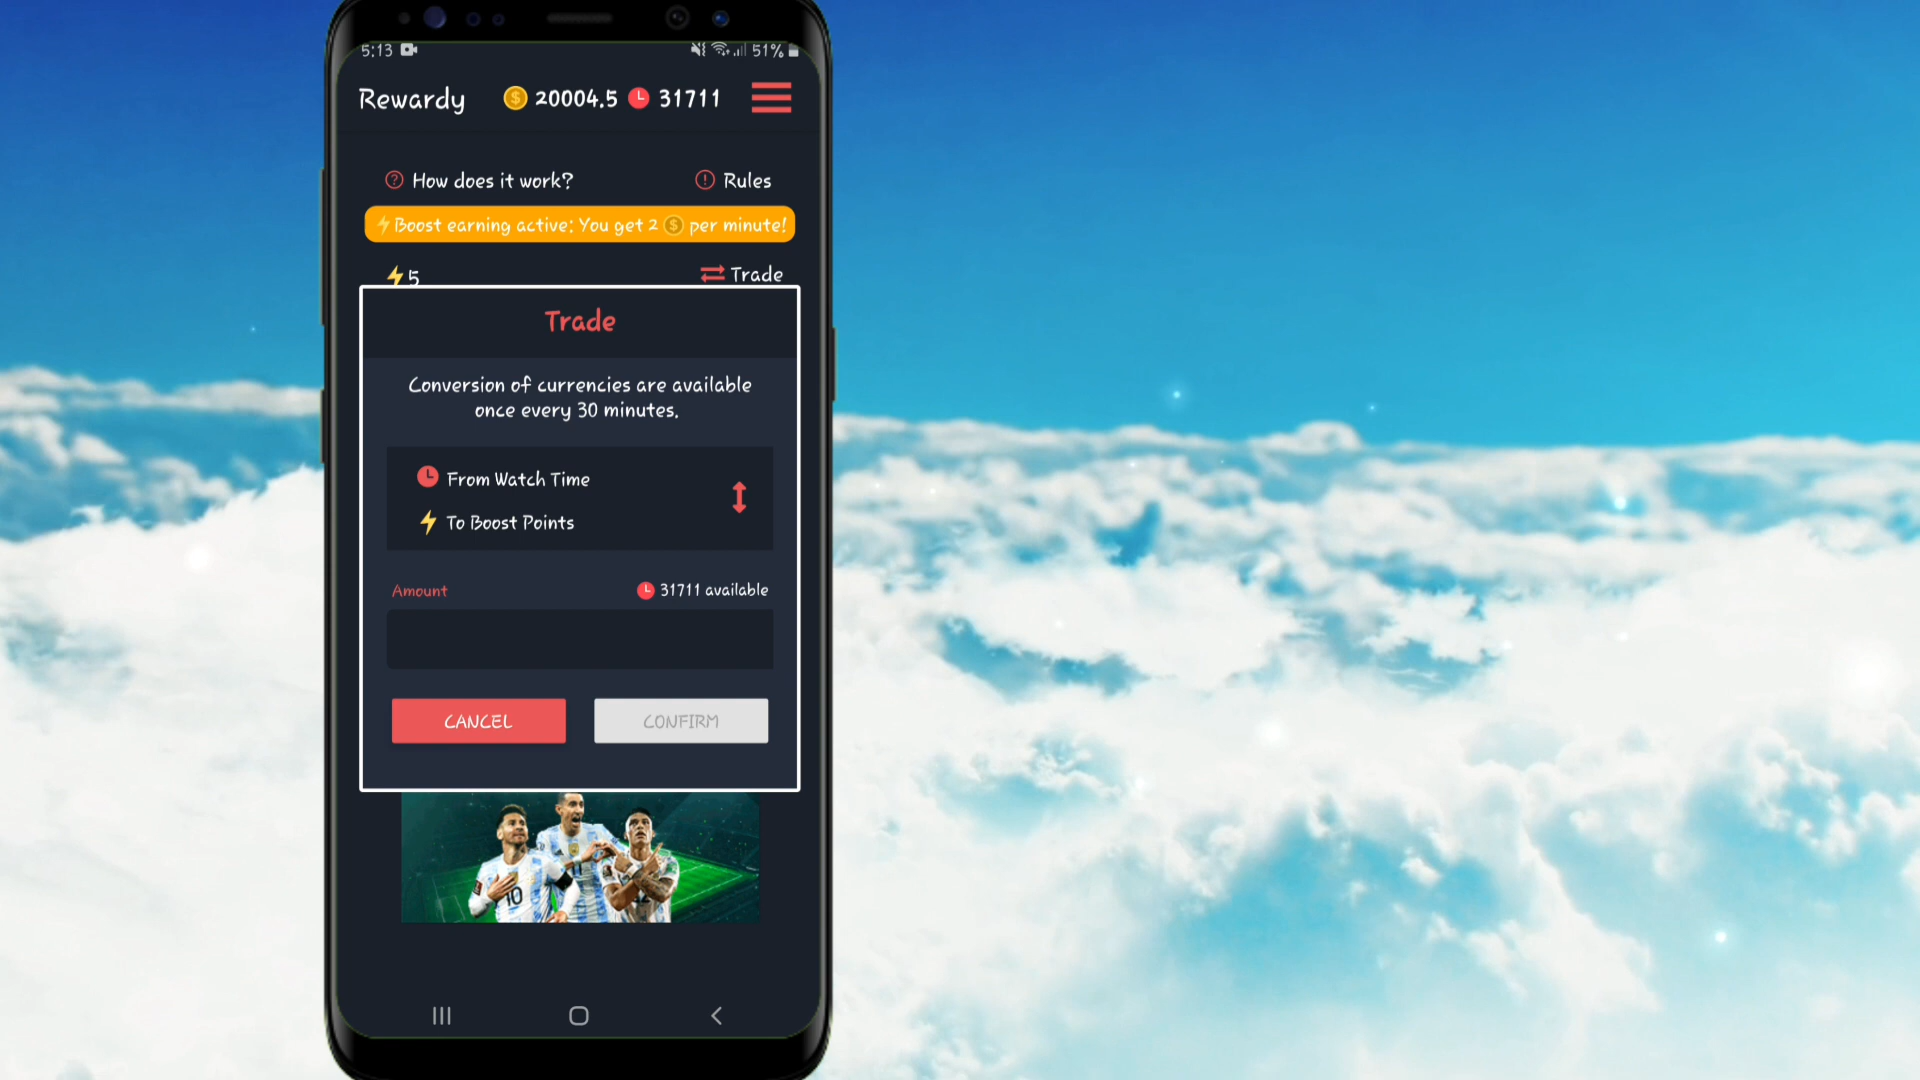 5:13
51%
Rewardy 20004.5 31711
How does it work? Rules
Boost earning active: You get 2 $ per minute!
5 Trade
Trade
Conversion of currencies are available
once every 30 minutes.
From Watch Time
To Boost Points
Amount 31711 available
CANCEL CONFIRM
10 11